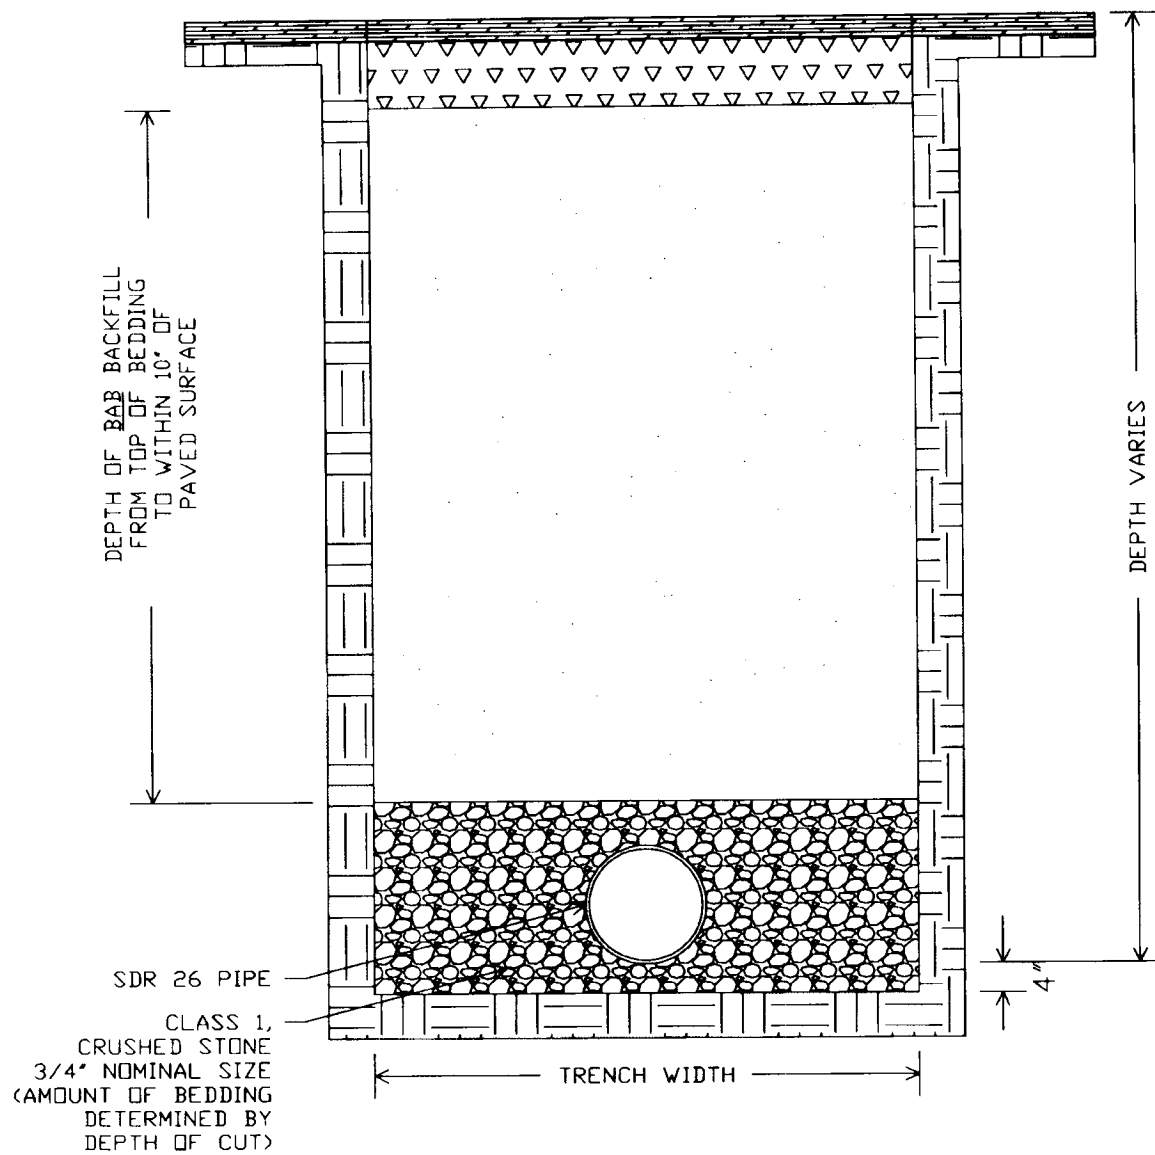 DEPTH OF BAB BACKFILL
FROM TOP OF BEDDING
TO WITHIN 10" OF
PAVED SURFACE
DEPTH VARIES
4"
SDR 26 PIPE
CLASS 1,
CRUSHED STONE
3/4" NOMINAL SIZE
(AMOUNT OF BEDDING
DETERMINED BY
DEPTH OF CUT)
TRENCH WIDTH